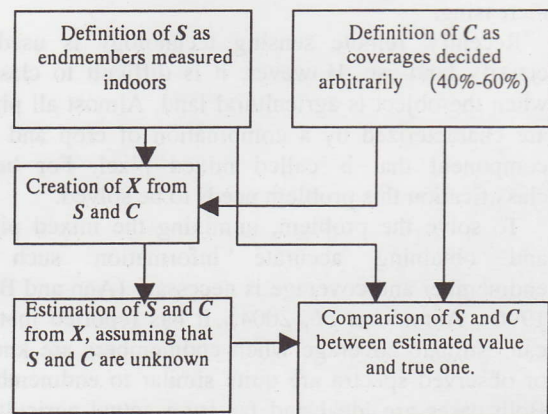 Definition of S as
endmembers measured
indoors
Definition of C as
coverages decided
arbitrarily (40%-60%)
Creation of X from
S and C
Estimation of S and C
from X, assuming that
S and C as unknown
Comparison of S and C
between estimated value
and true one.